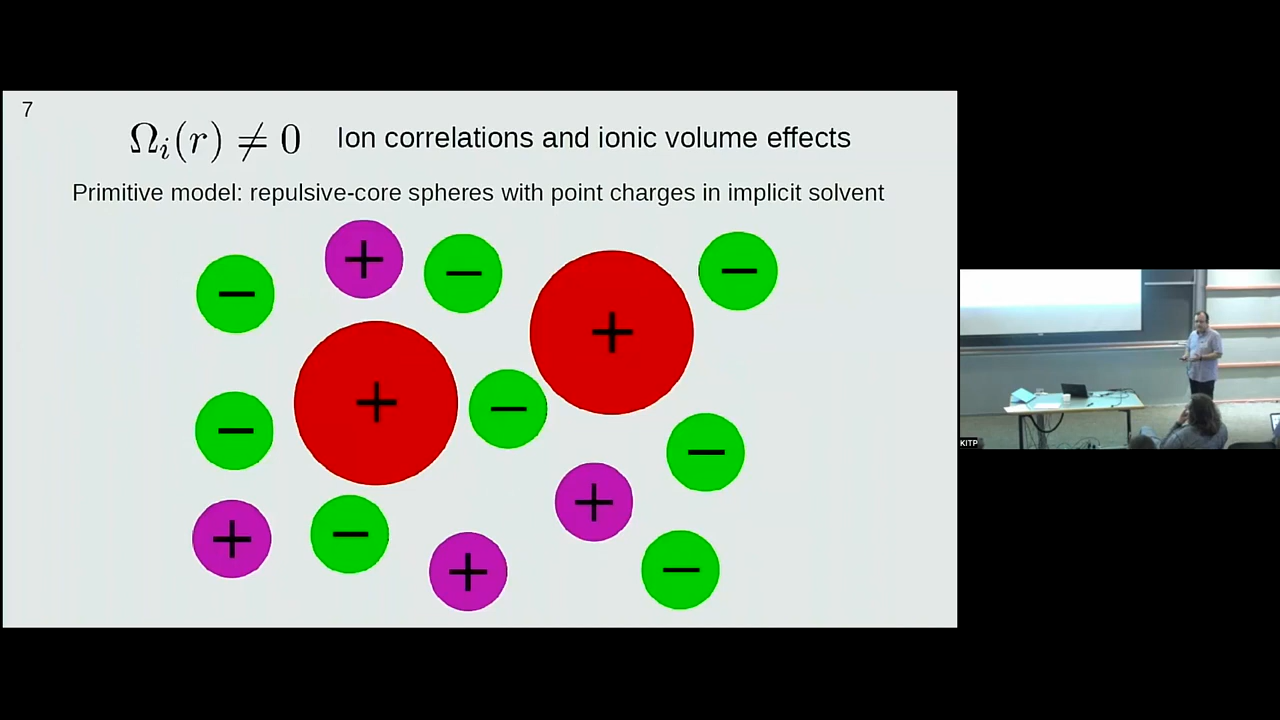 7
Ωᵢ(r) ≠ 0 Ion correlations and ionic volume effects
Primitive model: repulsive-core spheres with point charges in implicit solvent
+ − −
−
+
+
− −
−
+
+ −
+ −
KITP